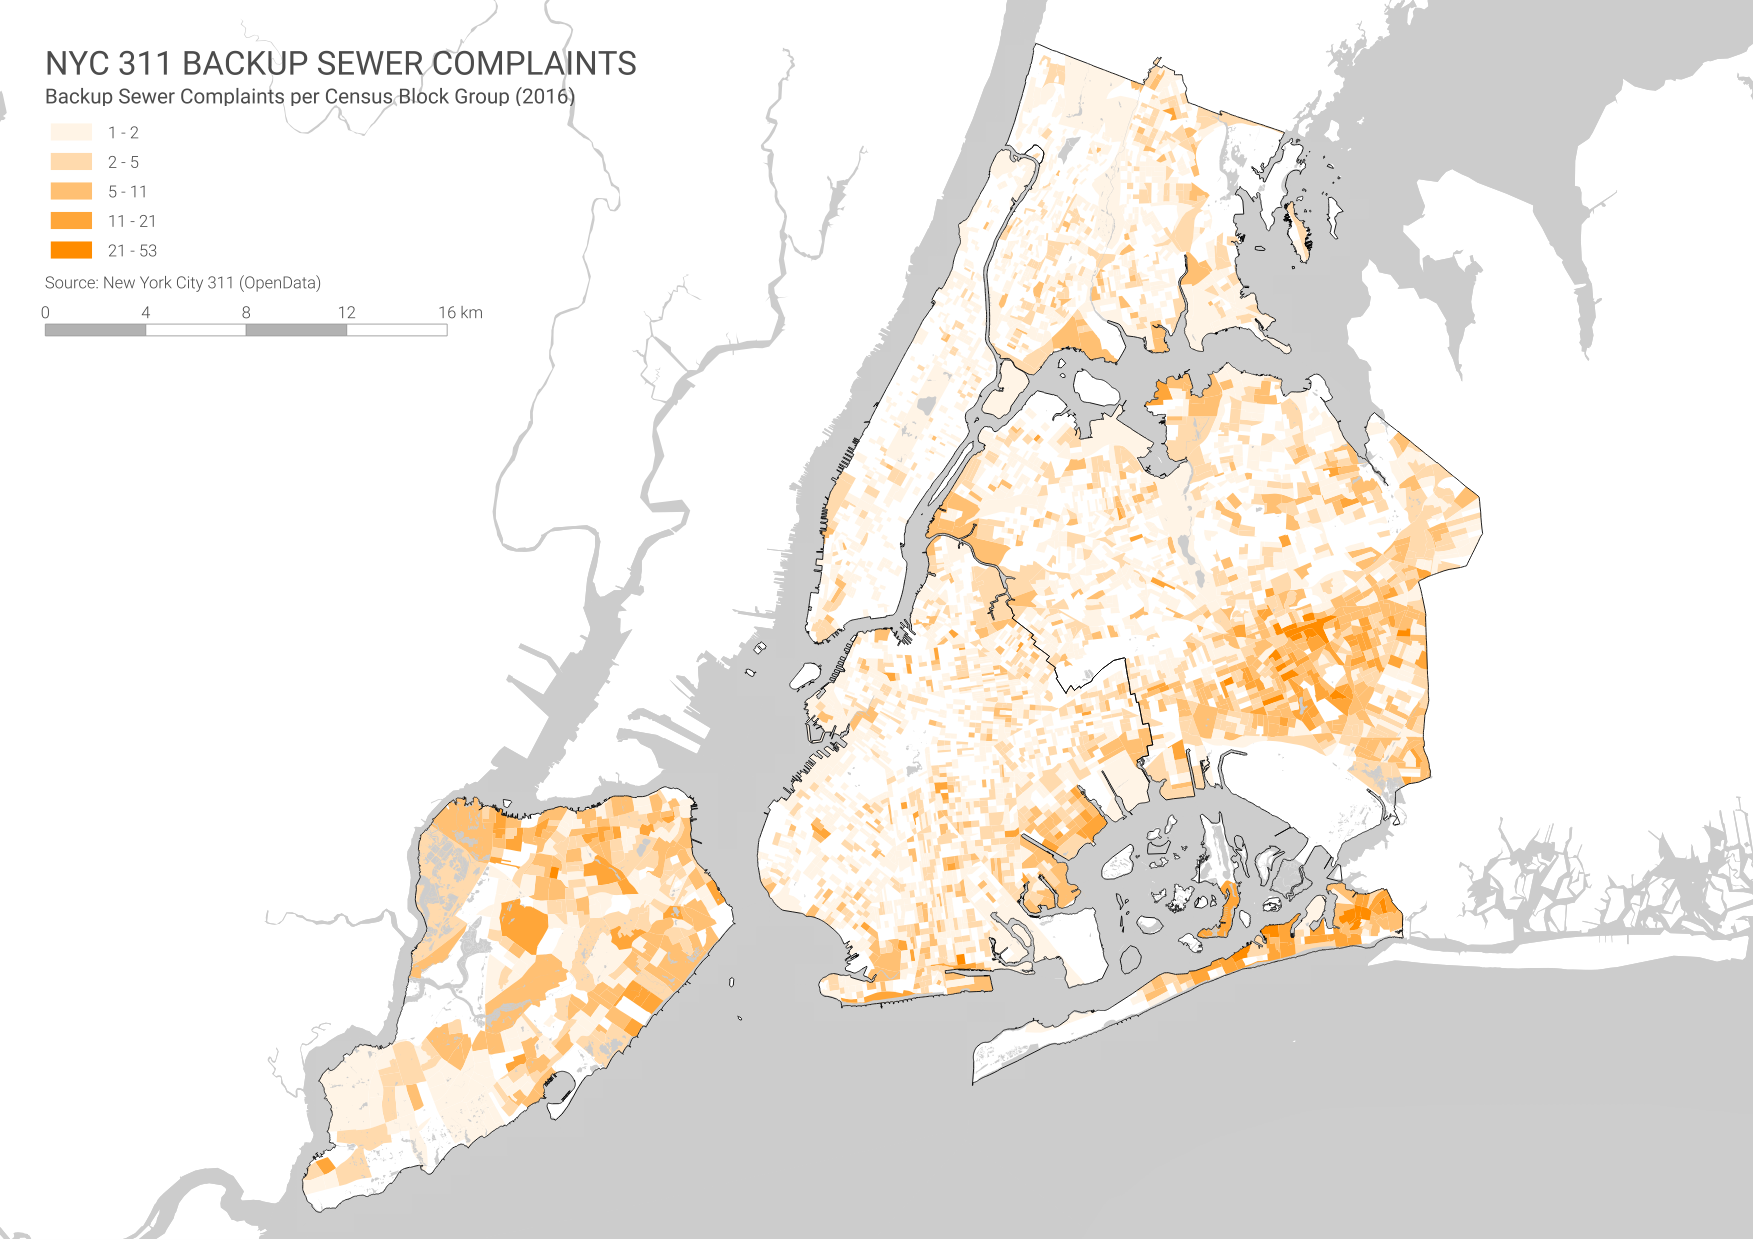 NYC 311 BACKUP SEWER COMPLAINTS
Backup Sewer Complaints per Census Block Group (2016)
1 - 2
2 - 5
5 - 11
11 - 21
21 - 53
Source: New York City 311 (OpenData)
0 4 8 12 16 km